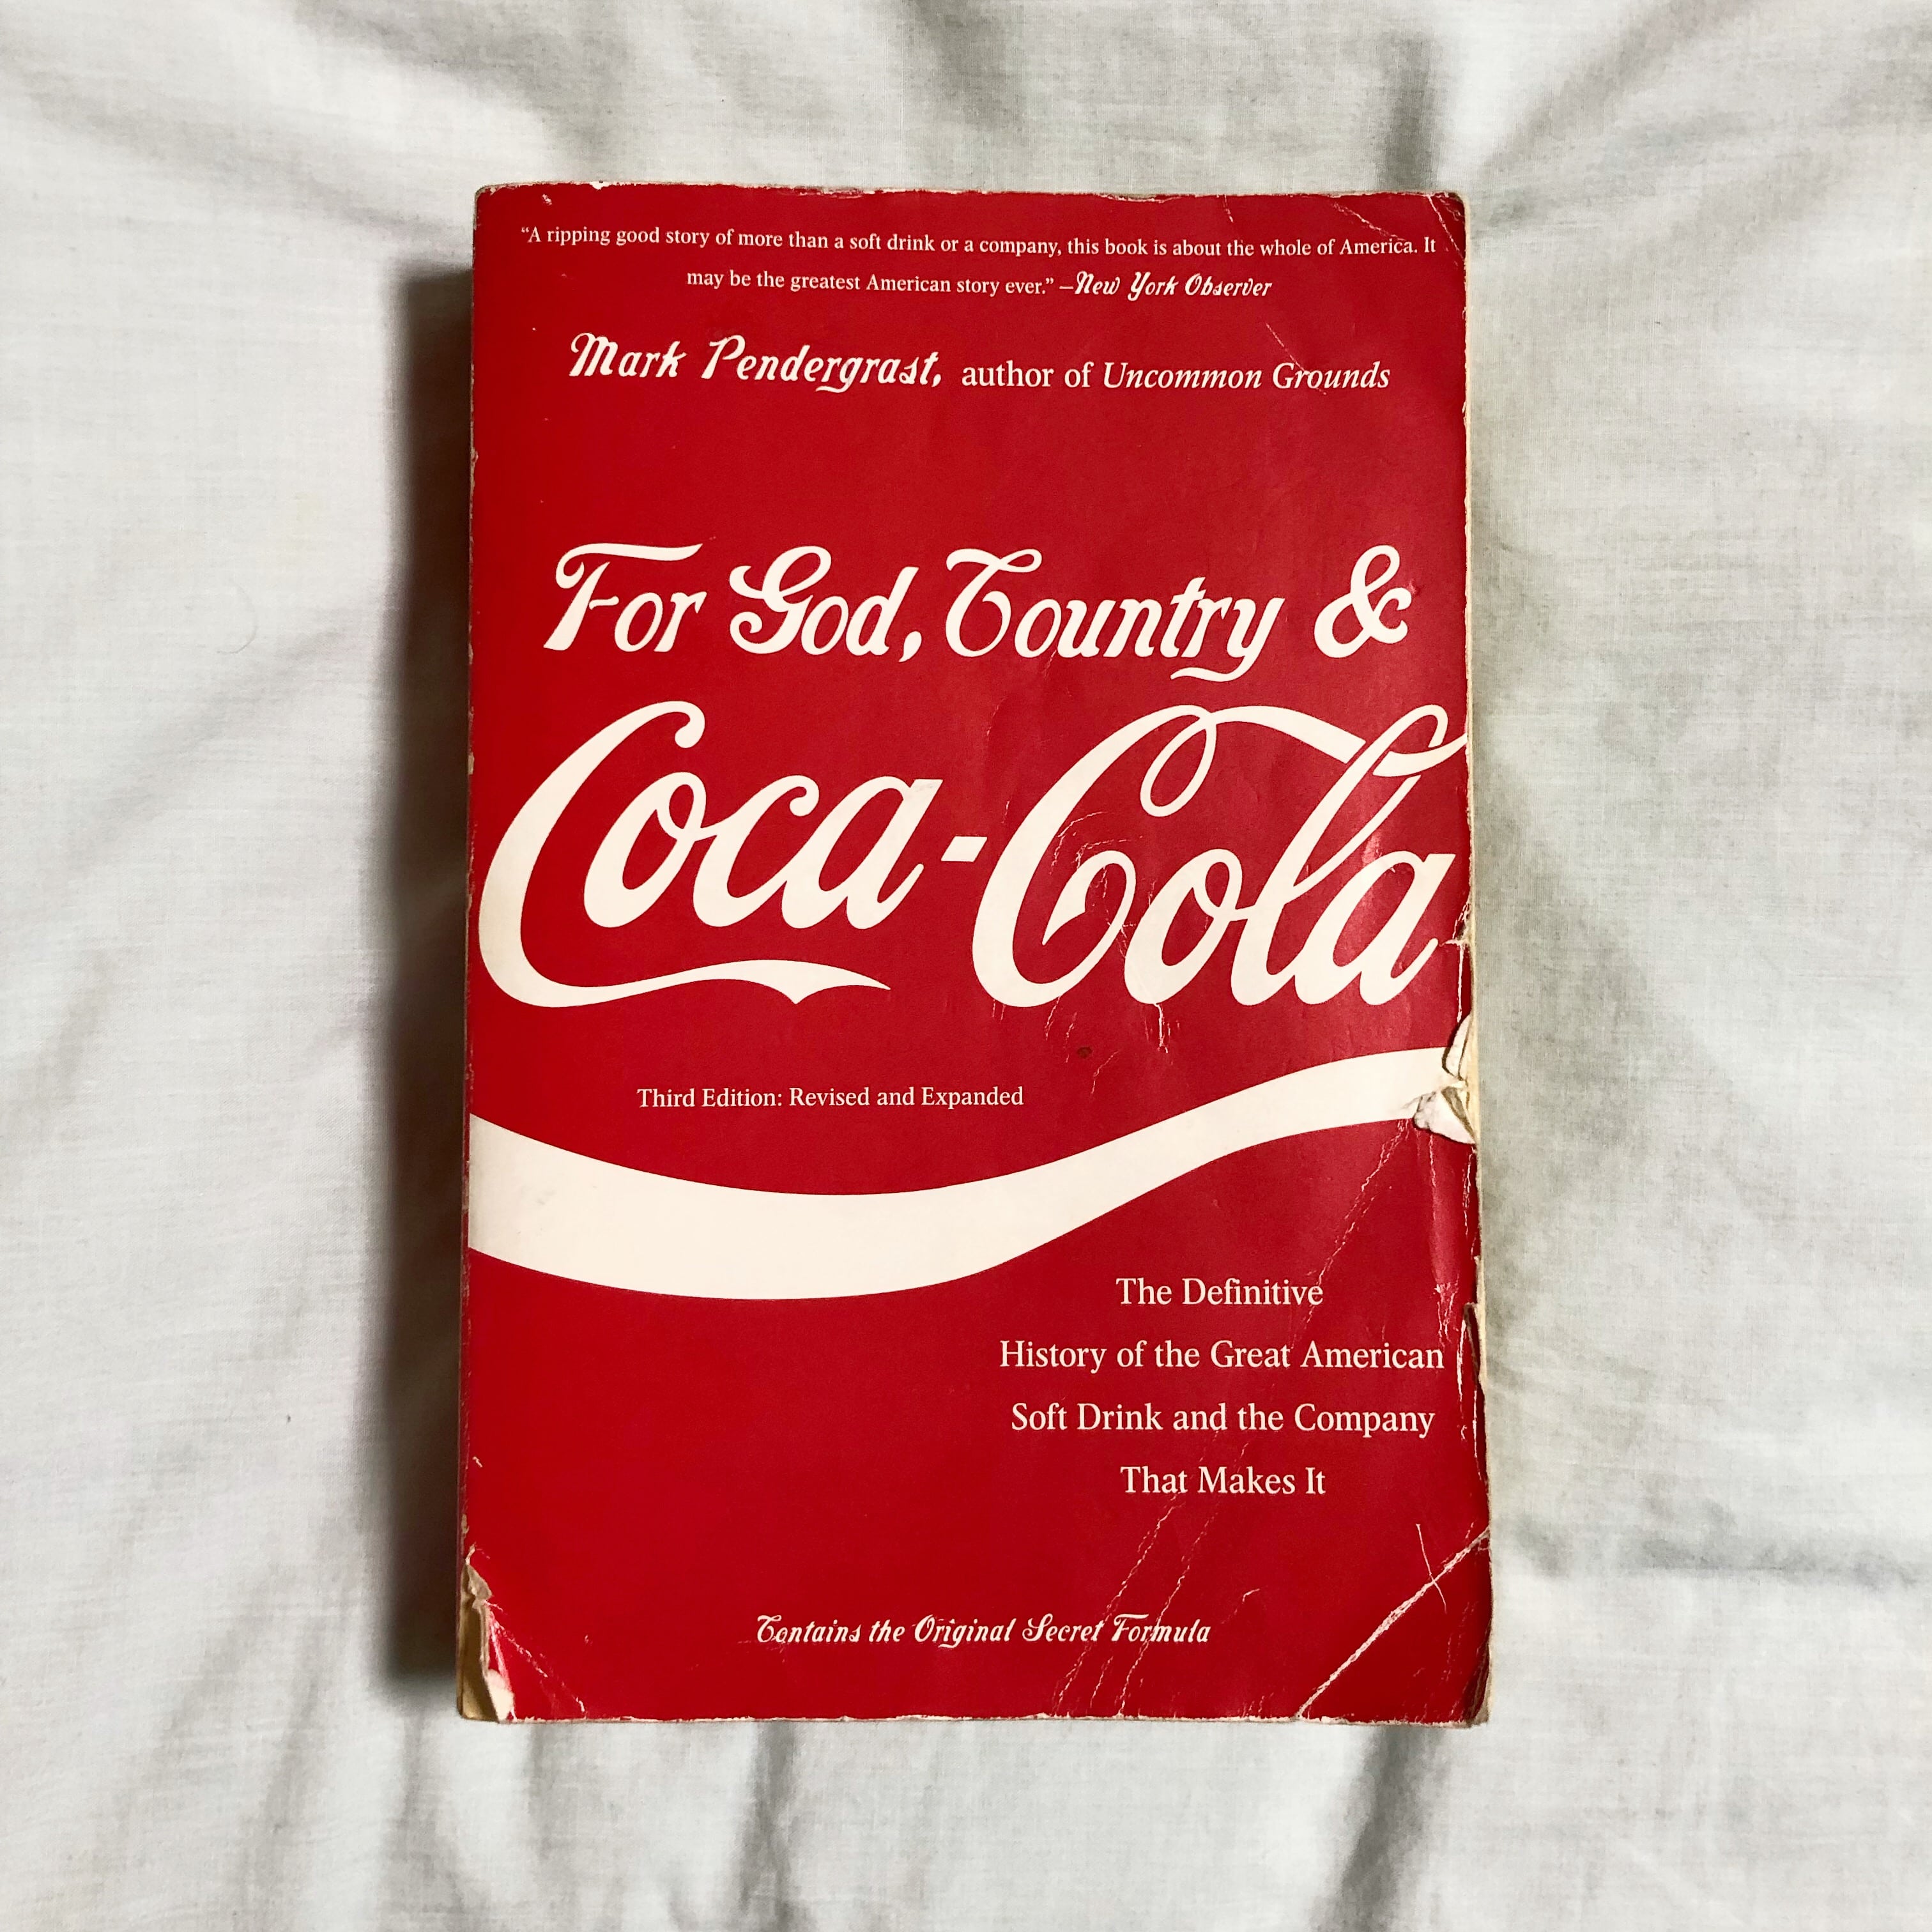 “A ripping good story of more than a soft drink or a company, this book is about the whole of America. It
may be the greatest American story ever.” —New York Observer
Mark Pendergrast, author of Uncommon Grounds
For God, Country &
Coca-Cola
Third Edition: Revised and Expanded
The Definitive
History of the Great American
Soft Drink and the Company
That Makes It
Contains the Original Secret Formula